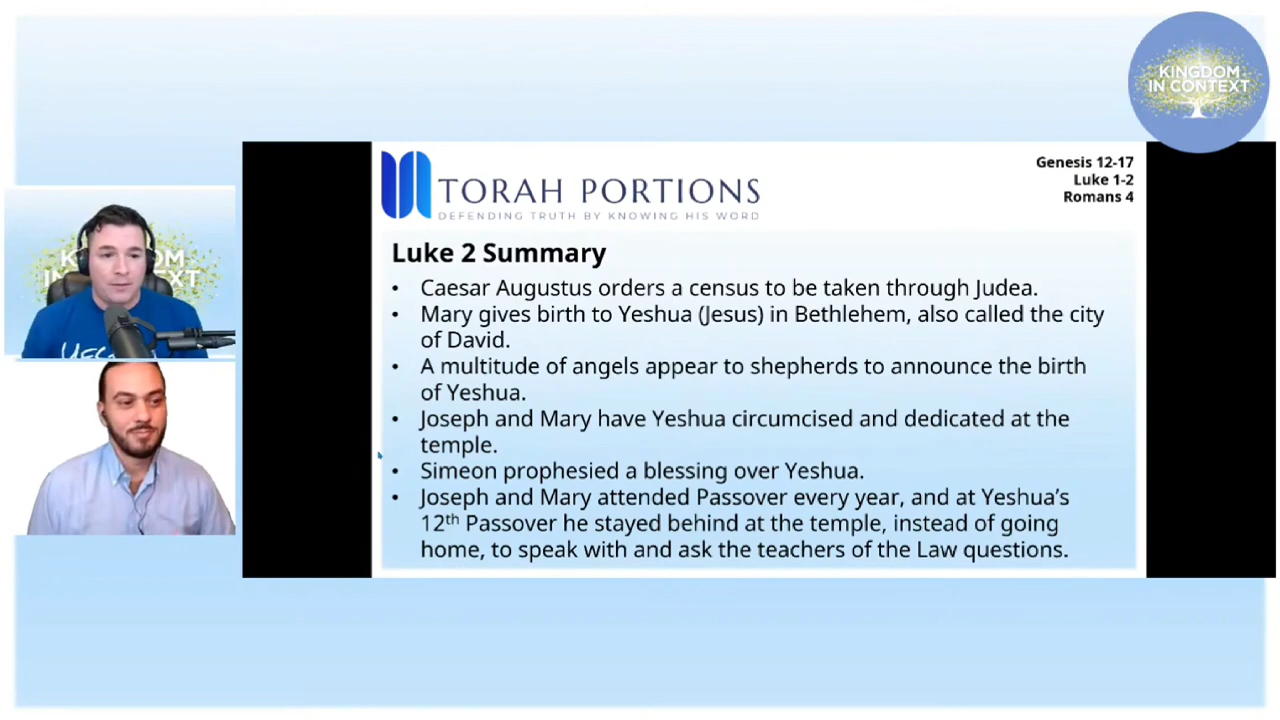 KINGDOM
IN CONTEXT
TORAH PORTIONS
DEFENDING TRUTH BY KNOWING HIS WORD
Genesis 12-17
Luke 1-2
Romans 4
Luke 2 Summary
• Caesar Augustus orders a census to be taken through Judea.
• Mary gives birth to Yeshua (Jesus) in Bethlehem, also called the city
of David.
• A multitude of angels appear to shepherds to announce the birth
of Yeshua.
• Joseph and Mary have Yeshua circumcised and dedicated at the
temple.
• Simeon prophesied a blessing over Yeshua.
• Joseph and Mary attended Passover every year, and at Yeshua's
12th Passover he stayed behind at the temple, instead of going
home, to speak with and ask the teachers of the Law questions.